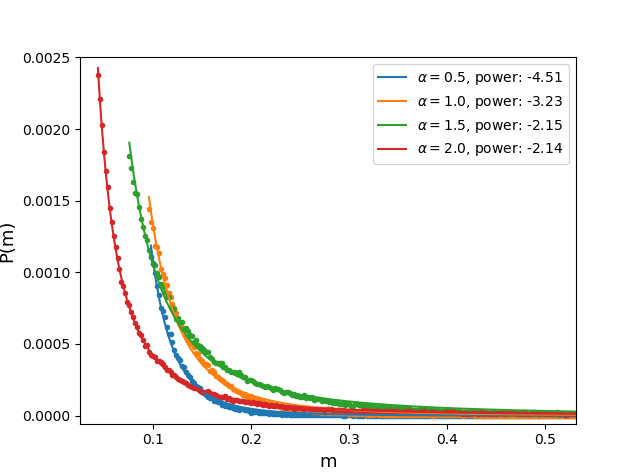 0.0025
0.0020
0.0015
0.0010
0.0005
0.0000
P(m)
α = 0.5, power: -4.51
α = 1.0, power: -3.23
α = 1.5, power: -2.15
α = 2.0, power: -2.14
0.1 0.2 0.3 0.4 0.5
m